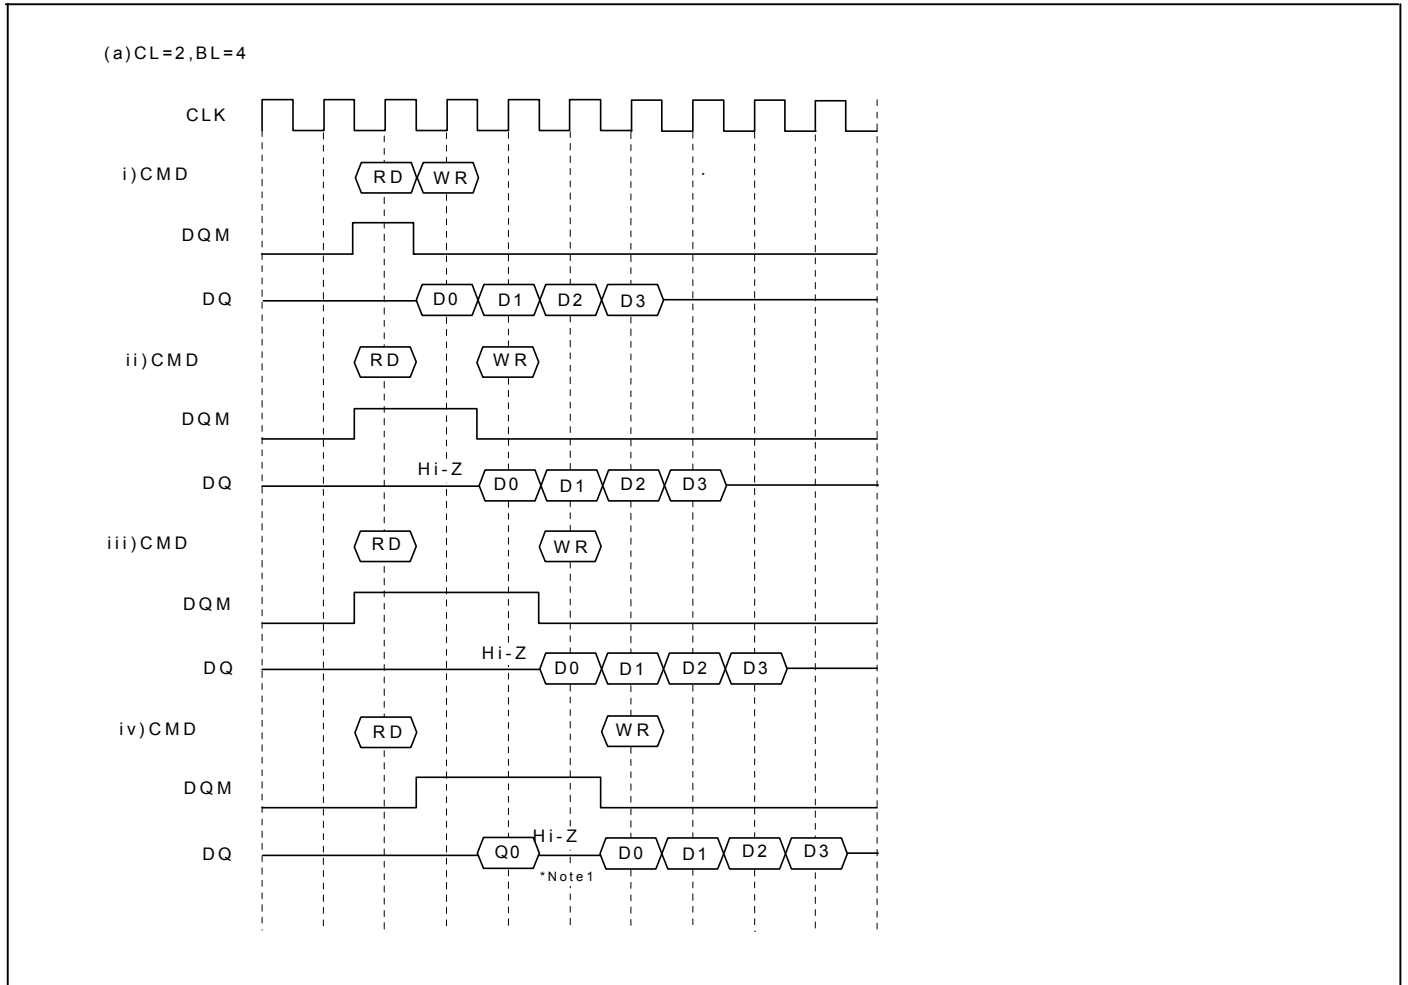 (a)CL=2,BL=4
CLK
i)CMD RD WR
DQM
DQ D0 D1 D2 D3
ii)CMD RD WR
DQM
Hi-Z
DQ D0 D1 D2 D3
iii)CMD RD WR
DQM
Hi-Z
DQ D0 D1 D2 D3
iv)CMD RD WR
DQM
Hi-Z
DQ Q0 D0 D1 D2 D3
*Note1